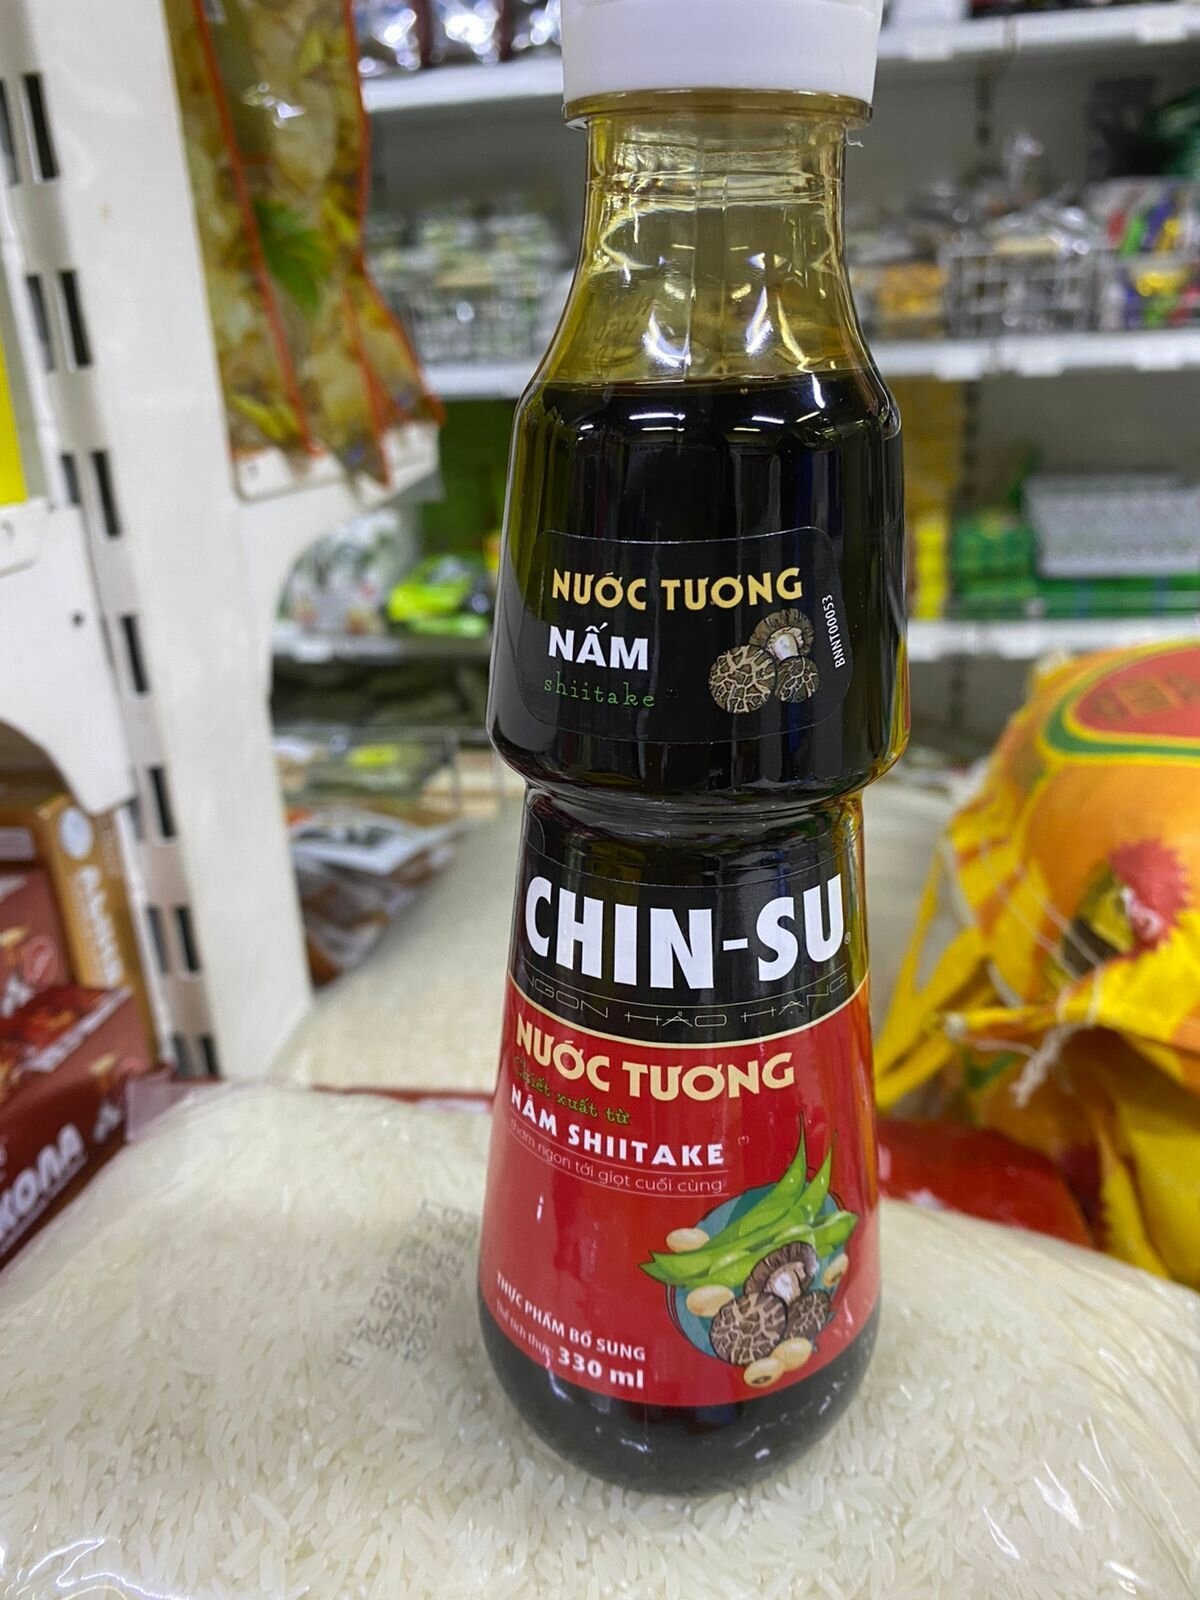 NƯỚC TƯƠNG
NẤM
shiitake
BNNT00053
CHIN-SU®
NGON HẢO HẠNG
NƯỚC TƯƠNG
Chiết xuất từ
NẤM SHIITAKE
thơm ngon tới giọt cuối cùng
THỰC PHẨM BỔ SUNG
Thể tích thực: 330 ml